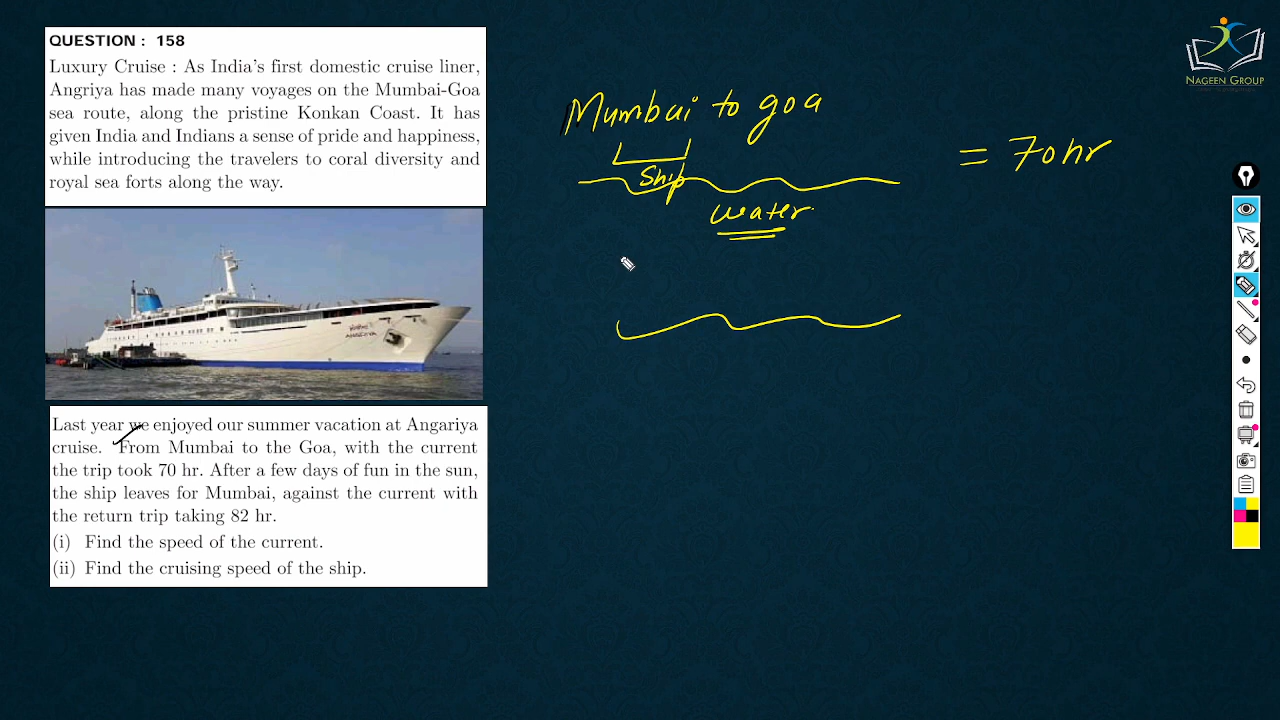 QUESTION : 158
Luxury Cruise : As India's first domestic cruise liner,
Angriya has made many voyages on the Mumbai-Goa
sea route, along the pristine Konkan Coast. It has
given India and Indians a sense of pride and happiness,
while introducing the travelers to coral diversity and
royal sea forts along the way.
Last year we enjoyed our summer vacation at Angariya
cruise. From Mumbai to the Goa, with the current
the trip took 70 hr. After a few days of fun in the sun,
the ship leaves for Mumbai, against the current with
the return trip taking 82 hr.
(i) Find the speed of the current.
(ii) Find the cruising speed of the ship.
Mumbai to goa
= 70 hr
Ship
water
NAGEEN GROUP